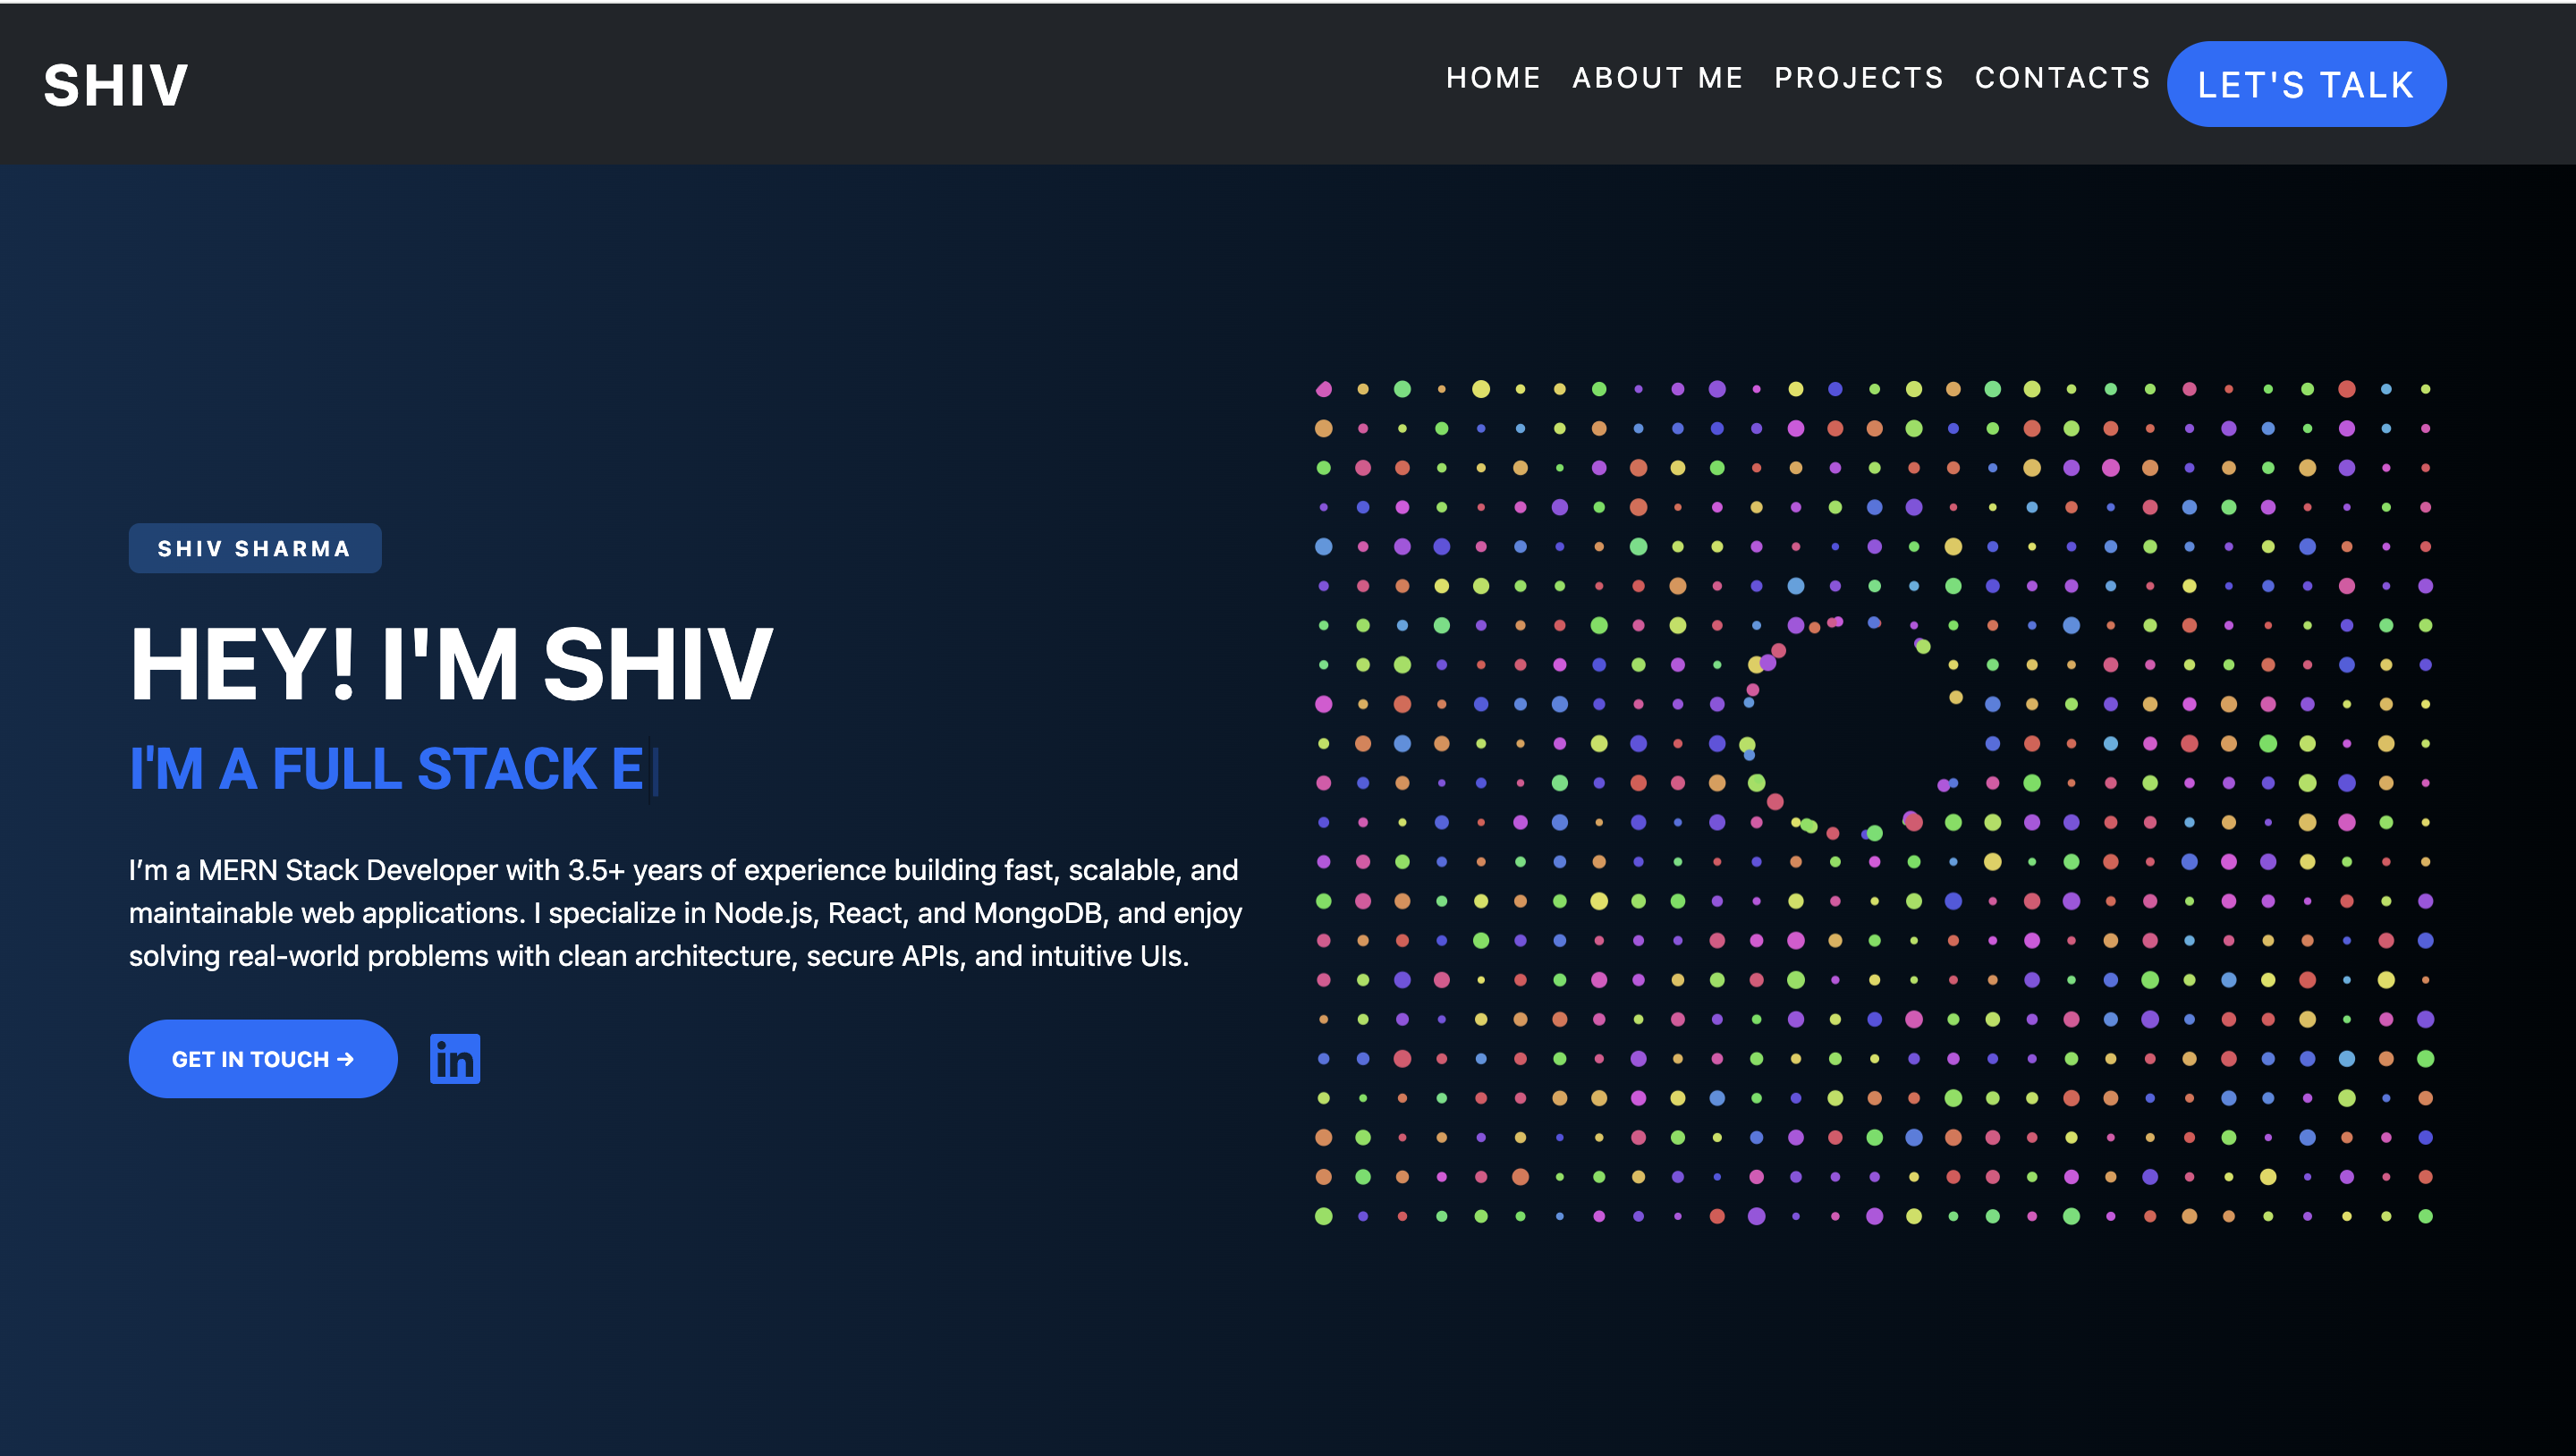 SHIV
HOME ABOUT ME PROJECTS CONTACTS LET'S TALK
SHIV SHARMA
HEY! I'M SHIV
I'M A FULL STACK E
I’m a MERN Stack Developer with 3.5+ years of experience building fast, scalable, and
maintainable web applications. I specialize in Node.js, React, and MongoDB, and enjoy
solving real-world problems with clean architecture, secure APIs, and intuitive UIs.
GET IN TOUCH →
in